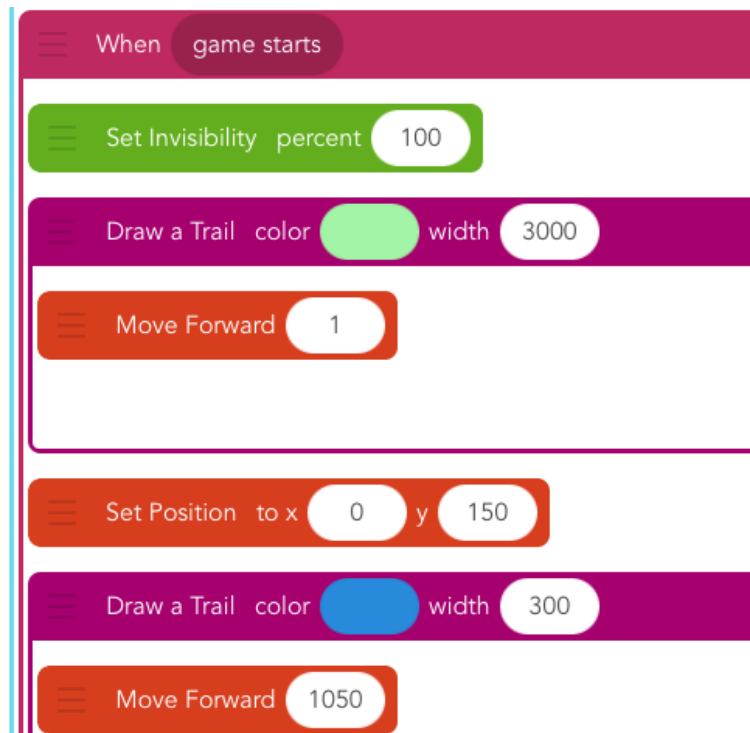 When game starts
Set Invisibility percent 100
Draw a Trail color width 3000
Move Forward 1
Set Position to x 0 y 150
Draw a Trail color width 300
Move Forward 1050